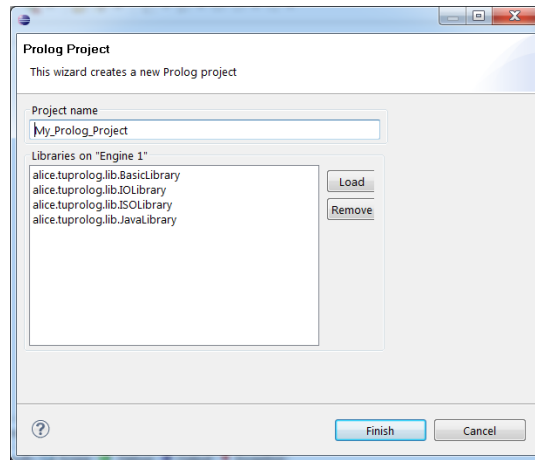 Prolog Project
This wizard creates a new Prolog project
Project name
My_Prolog_Project
Libraries on "Engine 1"
alice.tuprolog.lib.BasicLibrary
alice.tuprolog.lib.IOLibrary
alice.tuprolog.lib.ISOLibrary
alice.tuprolog.lib.JavaLibrary
Load
Remove
?
Finish
Cancel